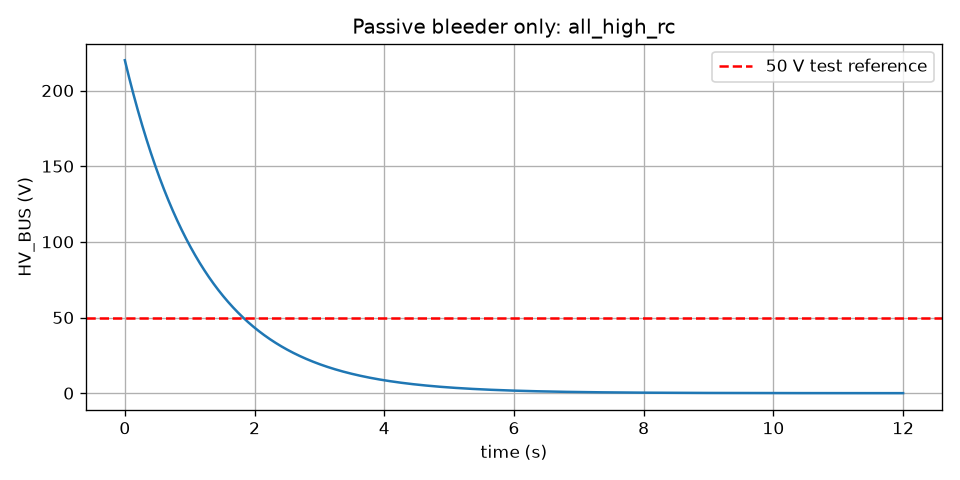 Passive bleeder only: all_high_rc
50 V test reference
HV_BUS (V)
200
150
100
50
0
0 2 4 6 8 10 12
time (s)